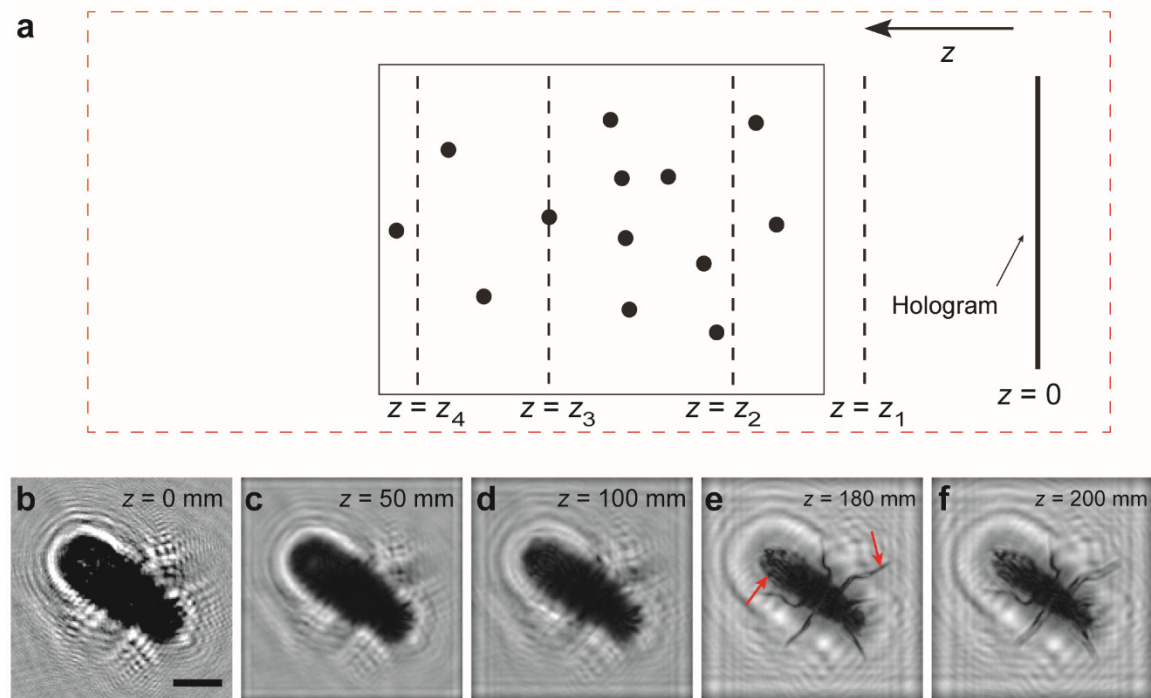 a
z
Hologram
z = z4
z = z3
z = z2
z = z1
z = 0
b
z = 0 mm
c
z = 50 mm
d
z = 100 mm
e
z = 180 mm
f
z = 200 mm